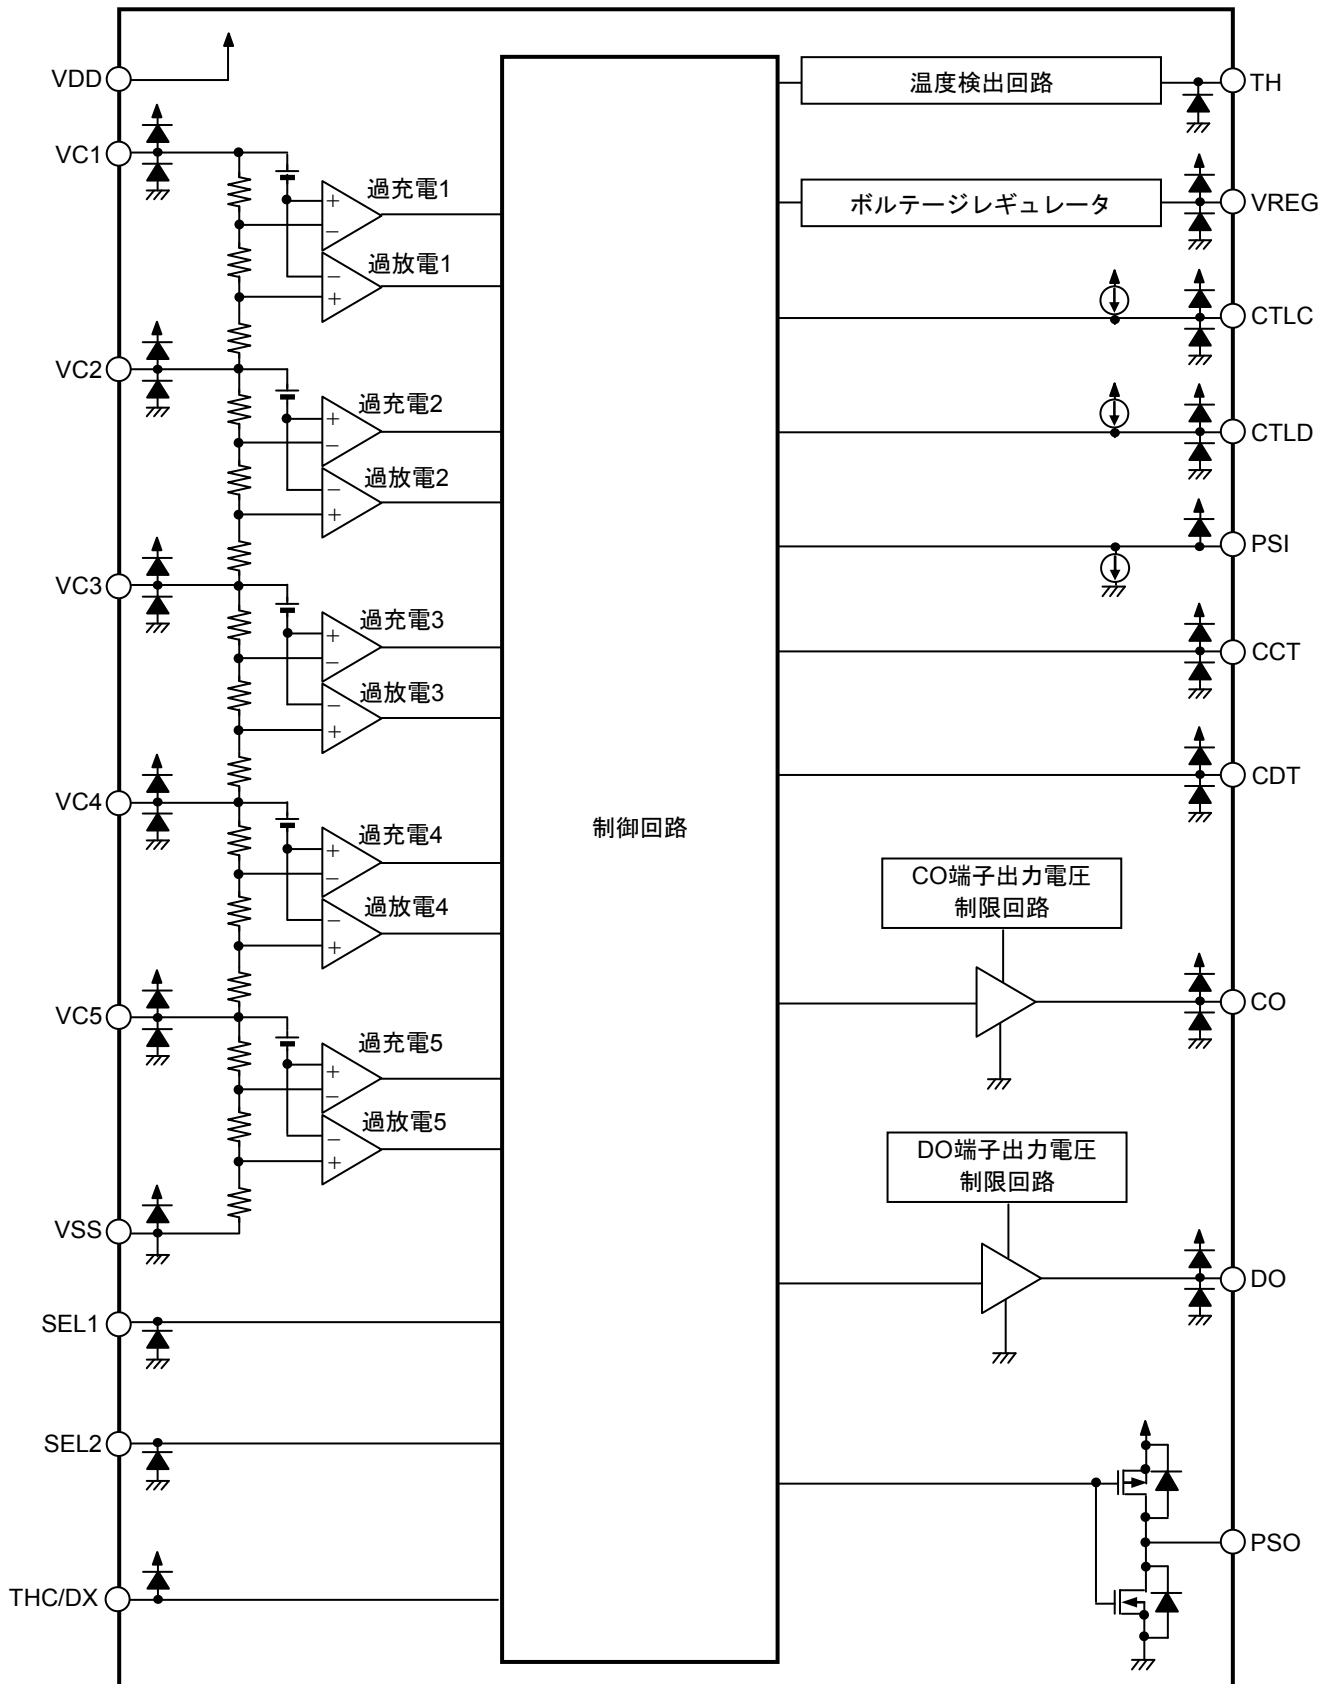 VDD
VC1
過充電1
+
−
過放電1
−
+
VC2
過充電2
+
−
過放電2
−
+
VC3
過充電3
+
−
過放電3
−
+
VC4
過充電4
+
−
過放電4
−
+
VC5
過充電5
+
−
過放電5
−
+
VSS
SEL1
SEL2
THC/DX
制御回路
温度検出回路
TH
ボルテージレギュレータ
VREG
CTLC
CTLD
PSI
CCT
CDT
CO端子出力電圧
制限回路
CO
DO端子出力電圧
制限回路
DO
PSO